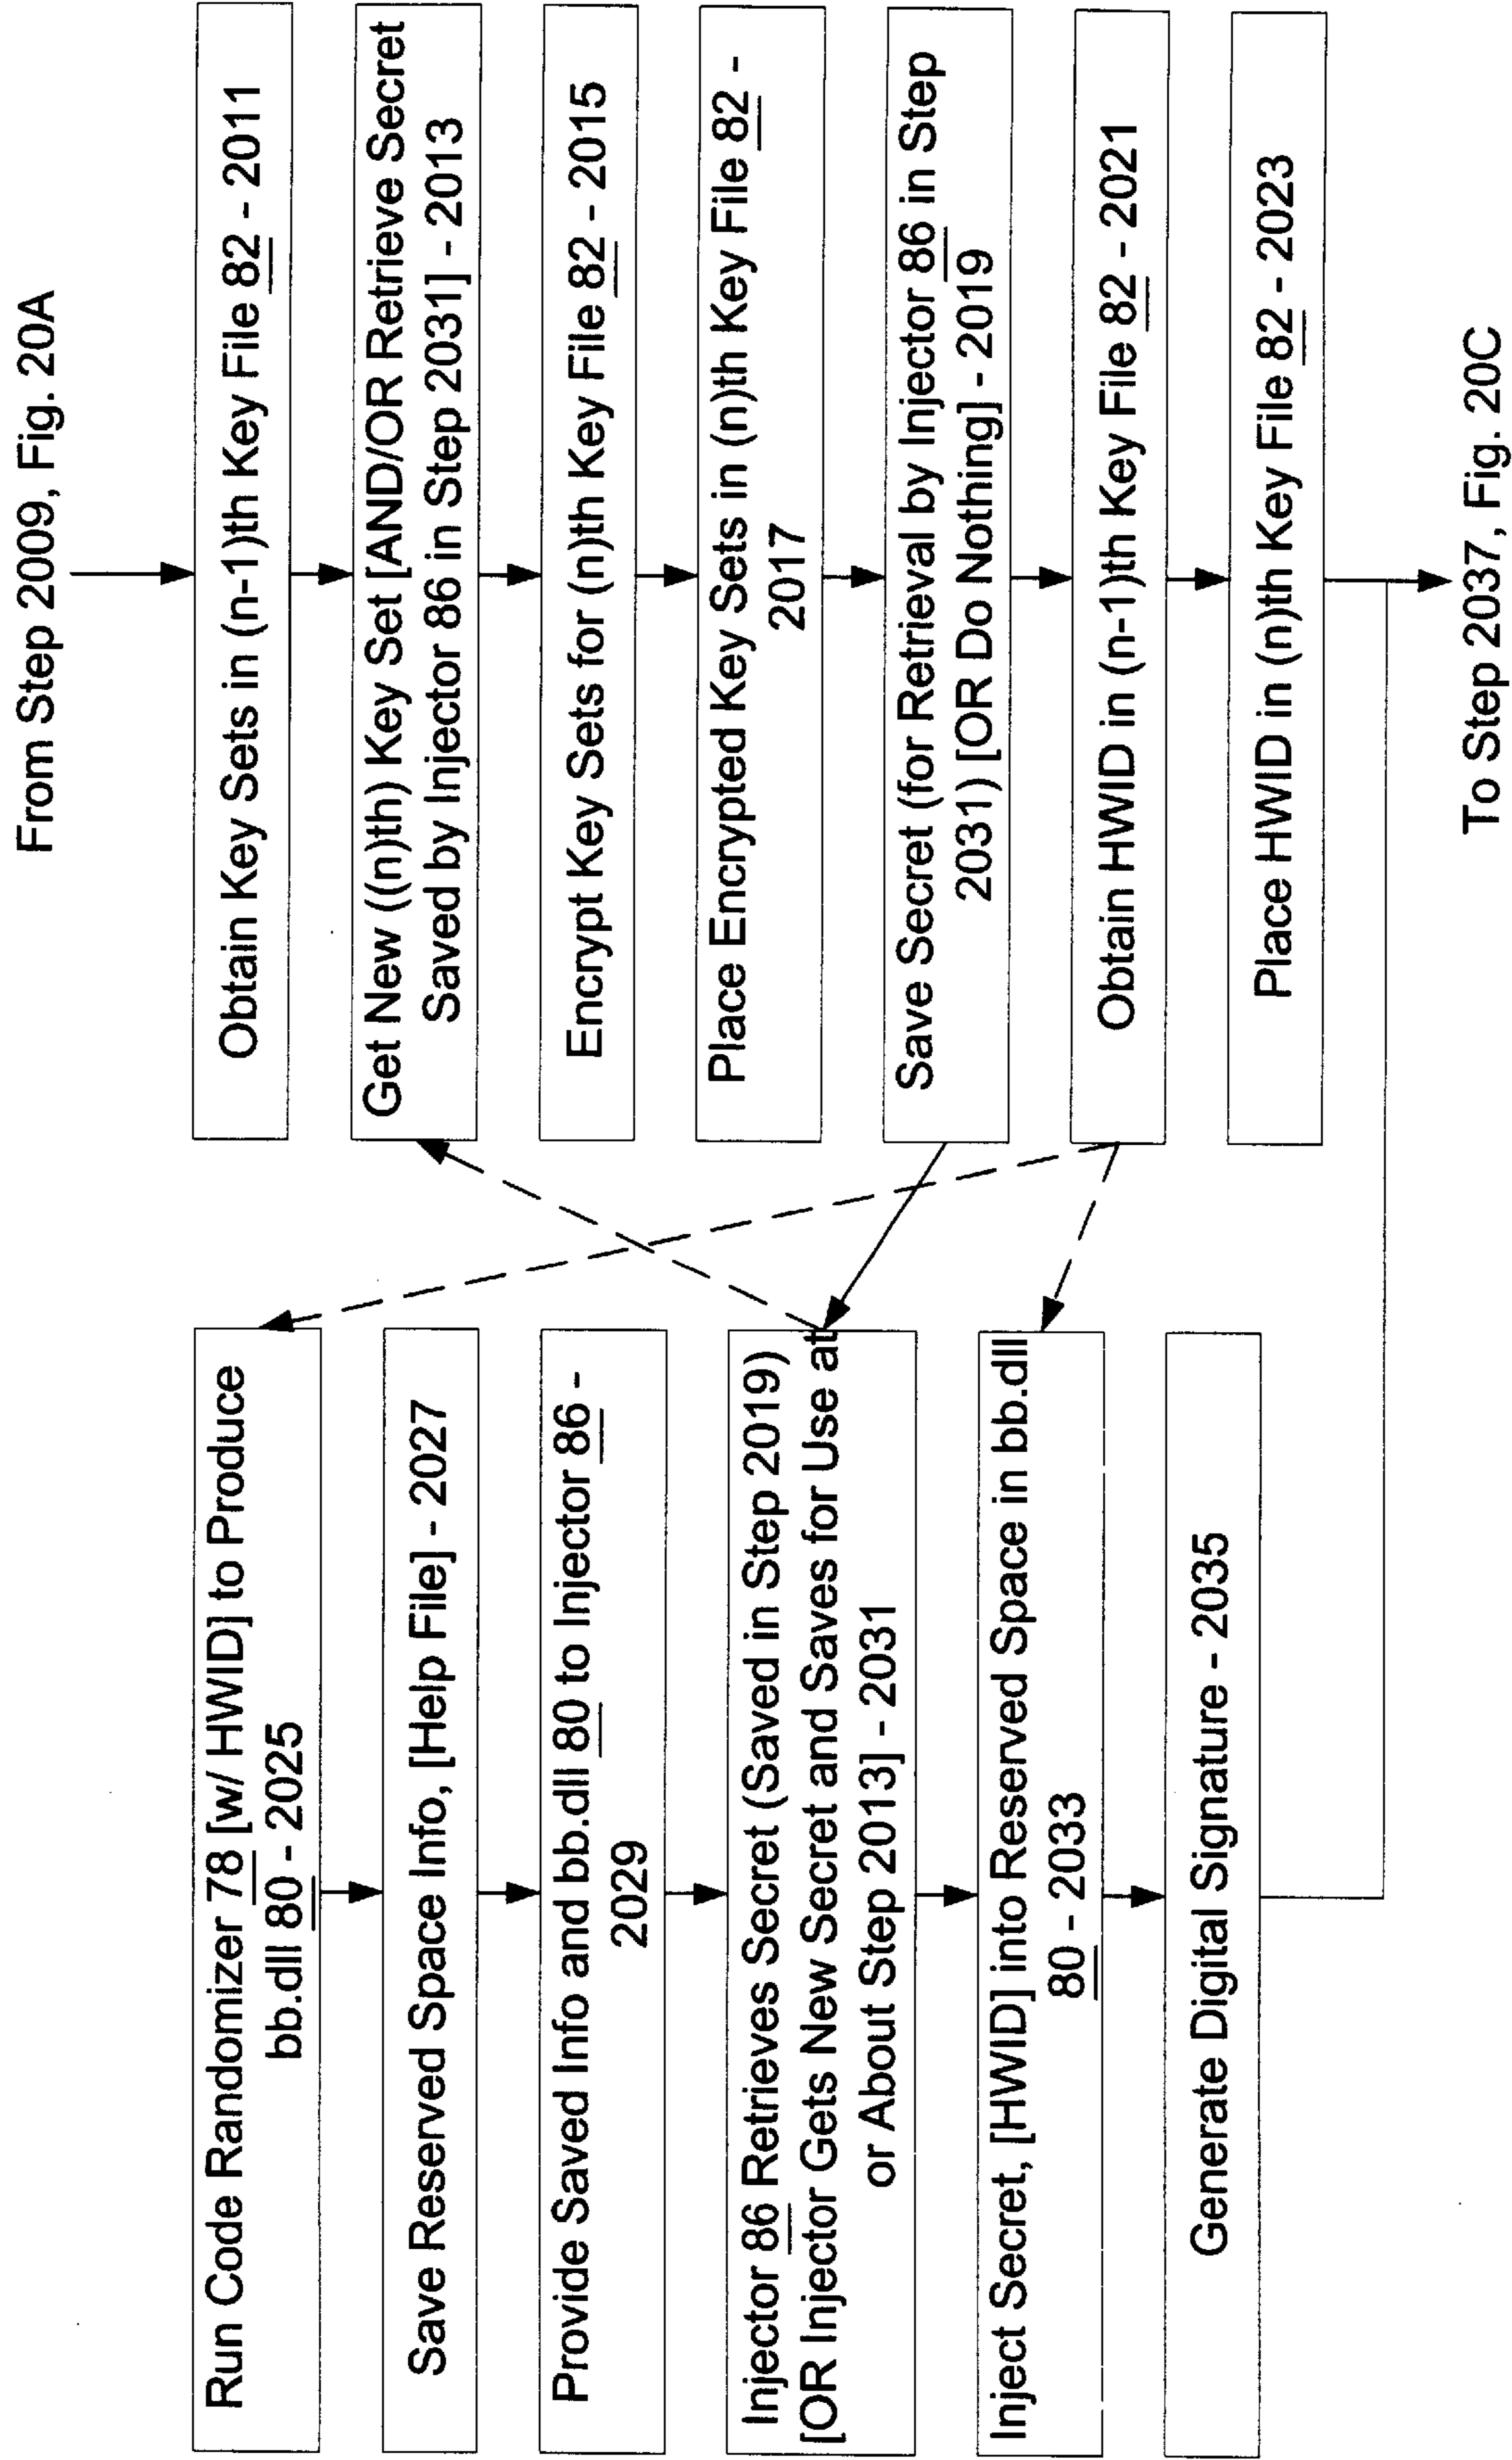 From Step 2009, Fig. 20A
Obtain Key Sets in (n-1)th Key File 82 - 2011
Get New ((n)th) Key Set [AND/OR Retrieve Secret
Saved by Injector 86 in Step 2031] - 2013
Encrypt Key Sets for (n)th Key File 82 - 2015
Place Encrypted Key Sets in (n)th Key File 82 -
2017
Save Secret (for Retrieval by Injector 86 in Step
2031) [OR Do Nothing] - 2019
Obtain HWID in (n-1)th Key File 82 - 2021
Place HWID in (n)th Key File 82 - 2023
Run Code Randomizer 78 [w/ HWID] to Produce
bb.dll 80 - 2025
Save Reserved Space Info, [Help File] - 2027
Provide Saved Info and bb.dll 80 to Injector 86 -
2029
Injector 86 Retrieves Secret (Saved in Step 2019)
[OR Injector Gets New Secret and Saves for Use at
or About Step 2013] - 2031
Inject Secret, [HWID] into Reserved Space in bb.dll
80 - 2033
Generate Digital Signature - 2035
To Step 2037, Fig. 20C